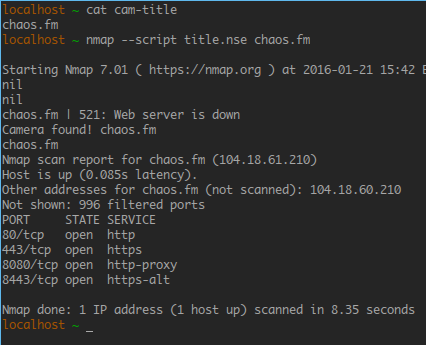 localhost ~ cat cam-title
chaos.fm
localhost ~ nmap --script title.nse chaos.fm
Starting Nmap 7.01 ( https://nmap.org ) at 2016-01-21 15:42
nil
nil
chaos.fm | 521: Web server is down
Camera found! chaos.fm
chaos.fm
Nmap scan report for chaos.fm (104.18.61.210)
Host is up (0.085s latency).
Other addresses for chaos.fm (not scanned): 104.18.60.210
Not shown: 996 filtered ports
PORT     STATE SERVICE
80/tcp   open  http
443/tcp  open  https
8080/tcp open  http-proxy
8443/tcp open  https-alt
Nmap done: 1 IP address (1 host up) scanned in 8.35 seconds
localhost ~ _